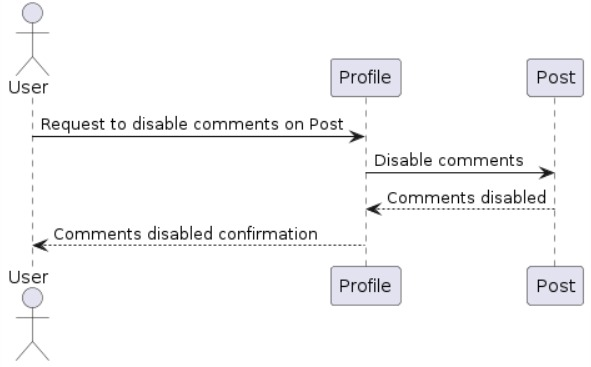 User
Profile
Post
Request to disable comments on Post
Disable comments
Comments disabled
Comments disabled confirmation
User
Profile
Post